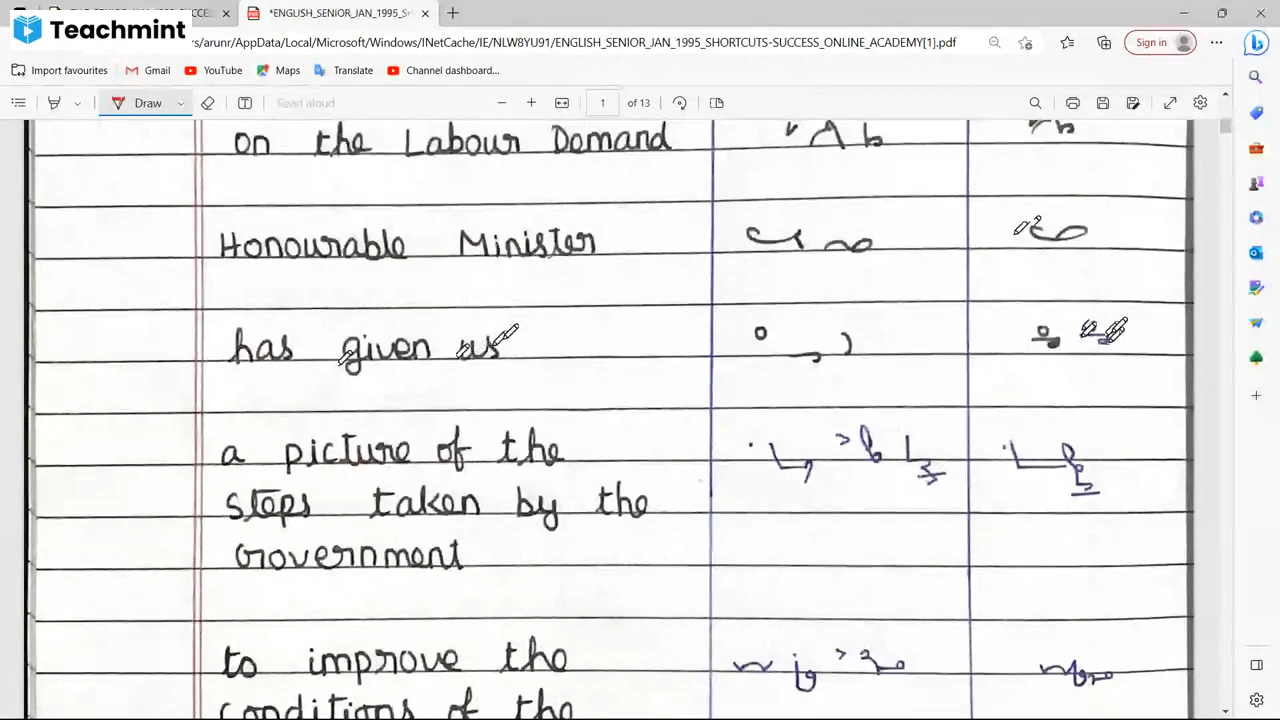 SUCCE...
*ENGLISH_SENIOR_JAN_1995_S
Teachmint
s/arunr/AppData/Local/Microsoft/Windows/INetCache/IE/NLW8YU91/ENGLISH_SENIOR_JAN_1995_SHORTCUTS-SUCCESS_ONLINE_ACADEMY[1].pdf
Sign in
Import favourites Gmail YouTube Maps Translate Channel dashboard...
Draw Read aloud 1 of 13
on the Labour Demand
Honourable Minister
has given us
a picture of the
steps taken by the
Government
to improve the
conditions of the